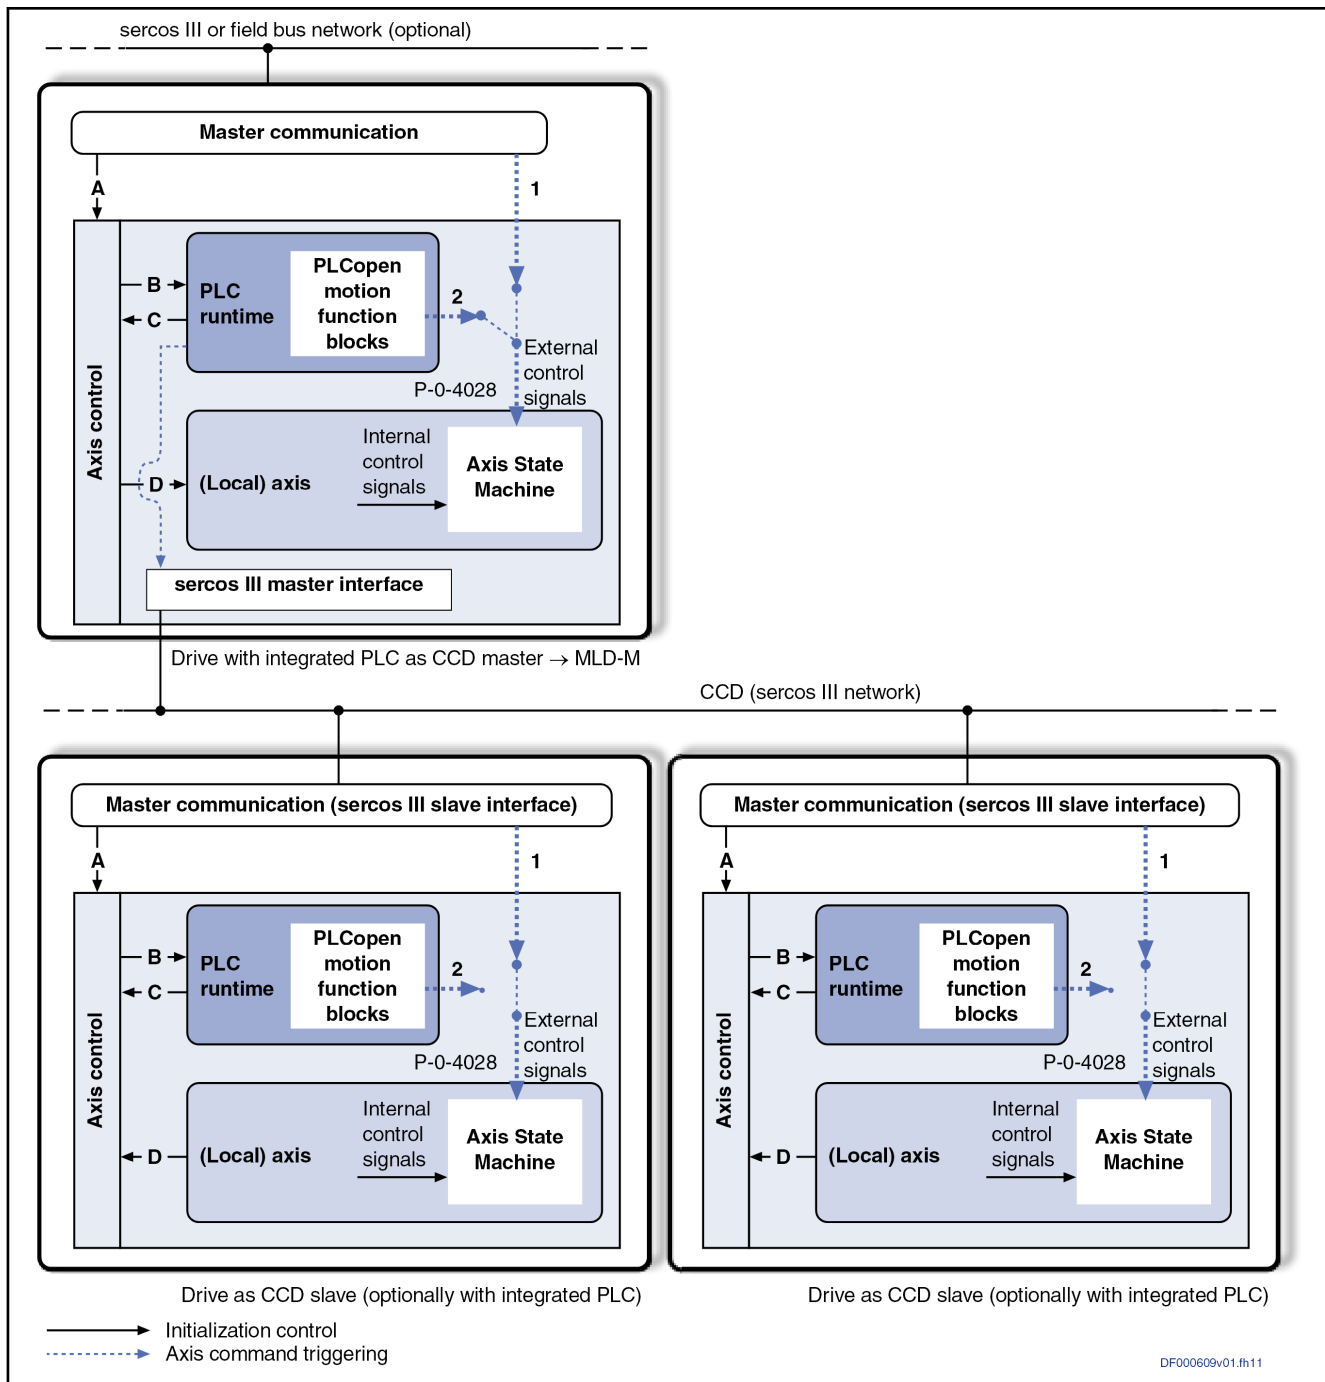 sercos III or field bus network (optional)
Master communication
A
1
B
C
PLC
runtime
PLCopen
motion
function
blocks
2
External
control
signals
P-0-4028
Axis control
D
(Local) axis
Internal
control
signals
Axis State
Machine
sercos III master interface
Drive with integrated PLC as CCD master → MLD-M
CCD (sercos III network)
Master communication (sercos III slave interface)
A
1
B
C
PLC
runtime
PLCopen
motion
function
blocks
2
External
control
signals
P-0-4028
Axis control
D
(Local) axis
Internal
control
signals
Axis State
Machine
Drive as CCD slave (optionally with integrated PLC)
Master communication (sercos III slave interface)
A
1
B
C
PLC
runtime
PLCopen
motion
function
blocks
2
External
control
signals
P-0-4028
Axis control
D
(Local) axis
Internal
control
signals
Axis State
Machine
Drive as CCD slave (optionally with integrated PLC)
Initialization control
Axis command triggering
DF000609v01.fh11